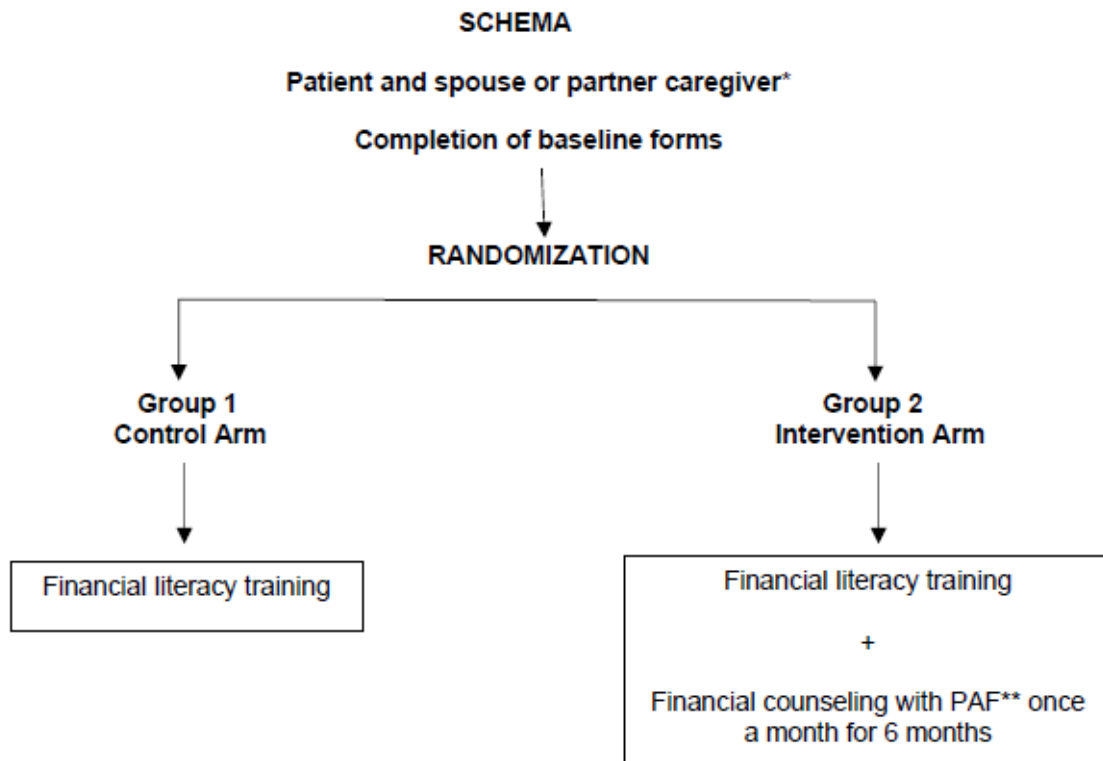 SCHEMA
Patient and spouse or partner caregiver*
Completion of baseline forms
RANDOMIZATION
Group 1
Control Arm
Group 2
Intervention Arm
Financial literacy training
Financial literacy training
+
Financial counseling with PAF** once
a month for 6 months